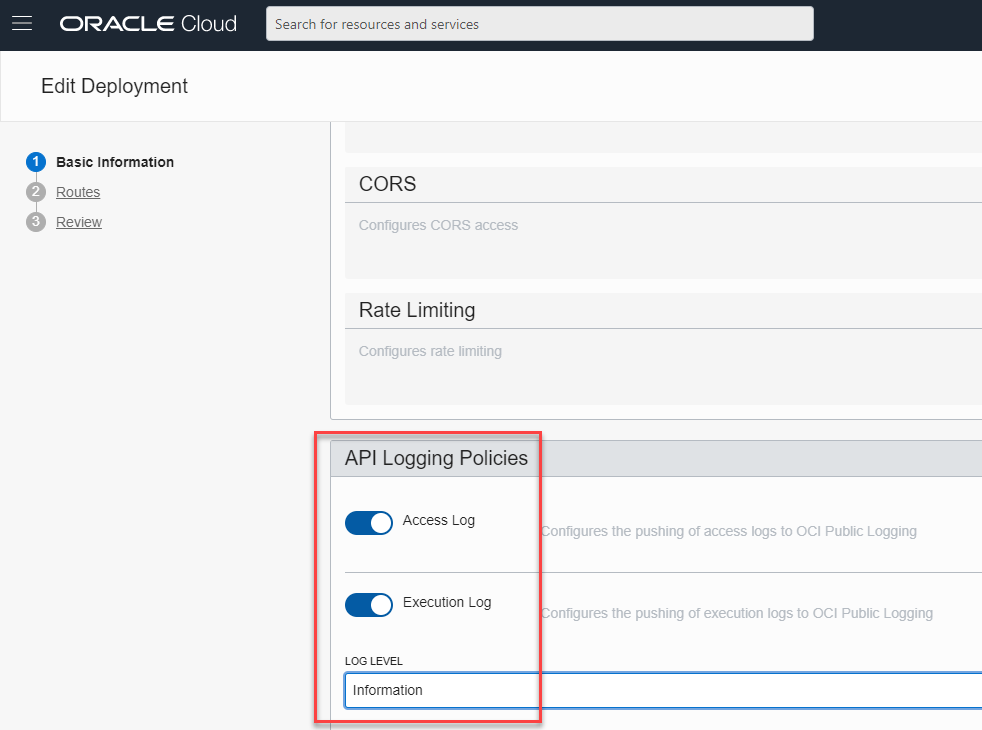 ORACLE Cloud
Search for resources and services
Edit Deployment
1 Basic Information
2 Routes
3 Review
CORS
Configures CORS access
Rate Limiting
Configures rate limiting
API Logging Policies
Access Log
Configures the pushing of access logs to OCI Public Logging
Execution Log
Configures the pushing of execution logs to OCI Public Logging
LOG LEVEL
Information